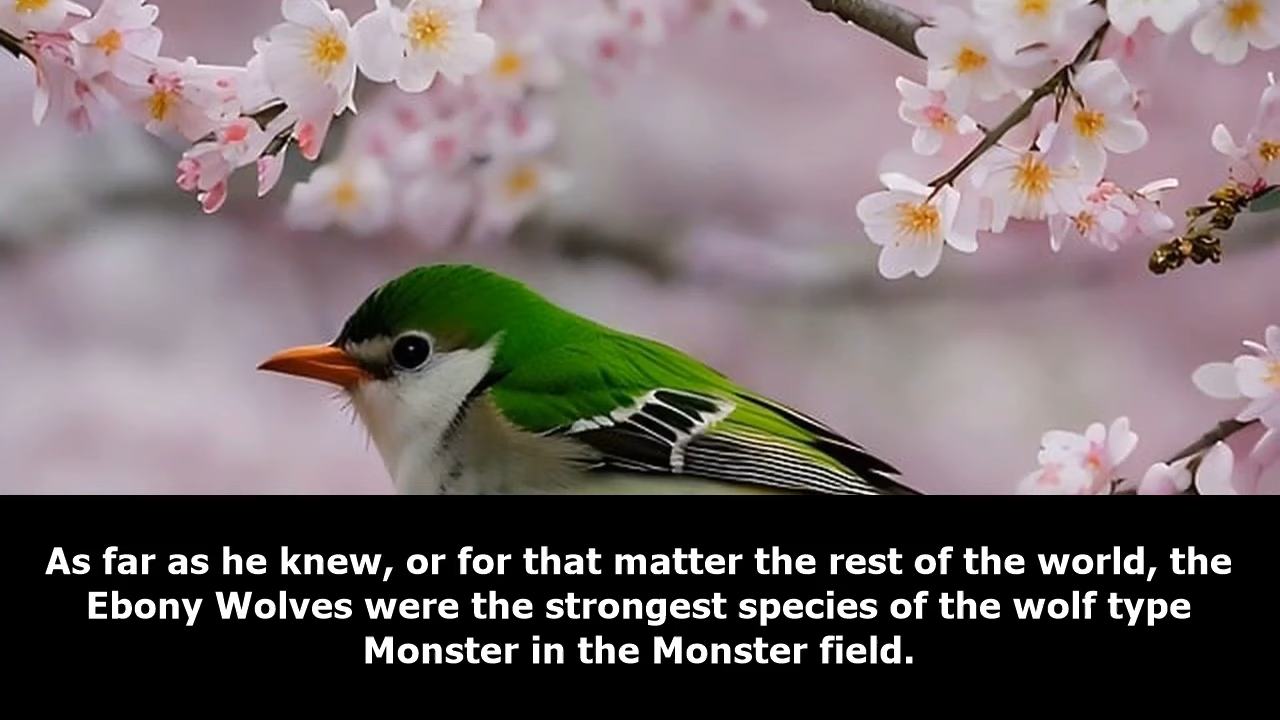 As far as he knew, or for that matter the rest of the world, the
Ebony Wolves were the strongest species of the wolf type
Monster in the Monster field.